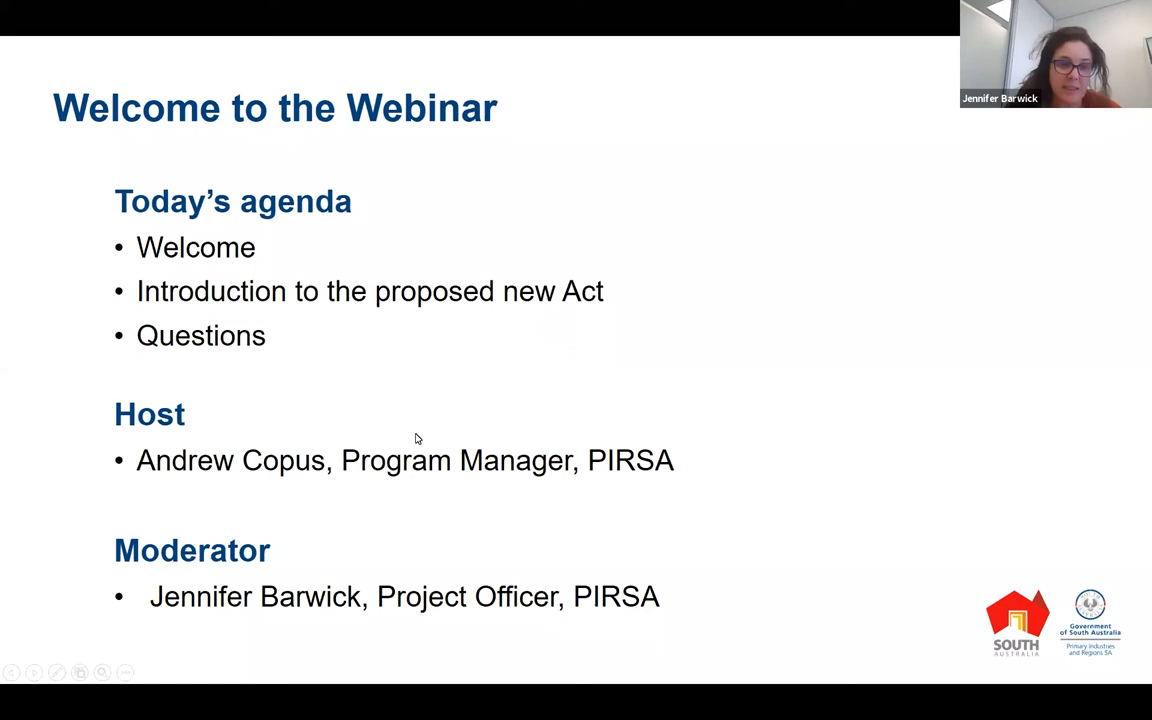 Jennifer Barwick
Welcome to the Webinar
Today’s agenda
• Welcome
• Introduction to the proposed new Act
• Questions
Host
• Andrew Copus, Program Manager, PIRSA
Moderator
• Jennifer Barwick, Project Officer, PIRSA
SOUTH
AUSTRALIA
Government
of South Australia
Primary Industries
and Regions SA